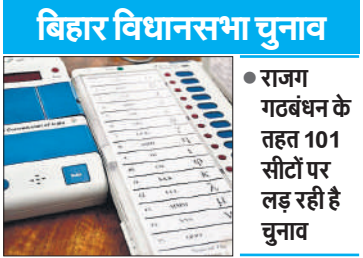 बिहार विधानसभा चुनाव
राजग
गठबंधन के
तहत 101
सीटों पर
लड़ रही है
चुनाव